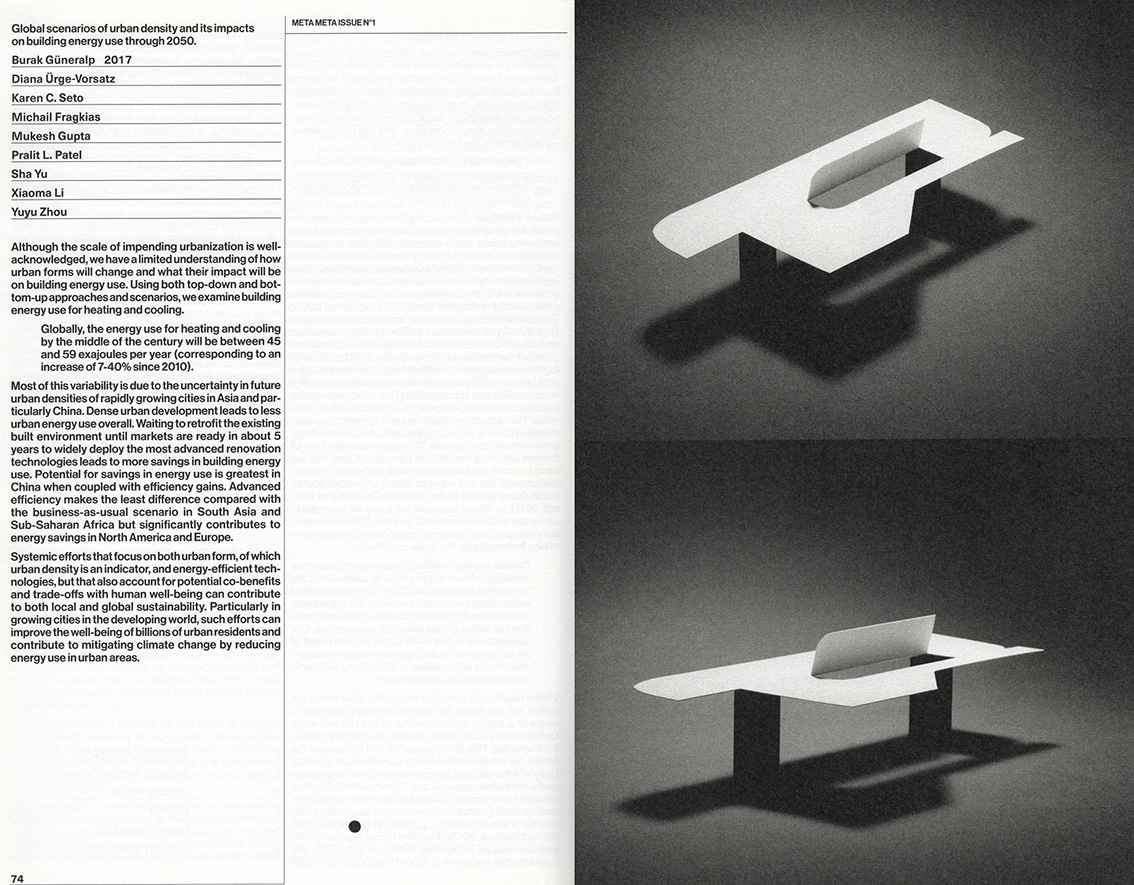 Global scenarios of urban density and its impacts
on building energy use through 2050.
Burak Güneralp 2017
Diana Ürge-Vorsatz
Karen C. Seto
Michail Fragkias
Mukesh Gupta
Pralit L. Patel
Sha Yu
Xiaoma Li
Yuyu Zhou
Although the scale of impending urbanization is well-
acknowledged, we have a limited understanding of how
urban forms will change and what their impact will be
on building energy use. Using both top-down and bot-
tom-up approaches and scenarios, we examine building
energy use for heating and cooling.
Globally, the energy use for heating and cooling
by the middle of the century will be between 45
and 59 exajoules per year (corresponding to an
increase of 7-40% since 2010).
Most of this variability is due to the uncertainty in future
urban densities of rapidly growing cities in Asia and par-
ticularly China. Dense urban development leads to less
urban energy use overall. Waiting to retrofit the existing
built environment until markets are ready in about 5
years to widely deploy the most advanced renovation
technologies leads to more savings in building energy
use. Potential for savings in energy use is greatest in
China when coupled with efficiency gains. Advanced
efficiency makes the least difference compared with
the business-as-usual scenario in South Asia and
Sub-Saharan Africa but significantly contributes to
energy savings in North America and Europe.
Systemic efforts that focus on both urban form, of which
urban density is an indicator, and energy-efficient tech-
nologies, but that also account for potential co-benefits
and trade-offs with human well-being can contribute
to both local and global sustainability. Particularly in
growing cities in the developing world, such efforts can
improve the well-being of billions of urban residents and
contribute to mitigating climate change by reducing
energy use in urban areas.
74
META META ISSUE N°1